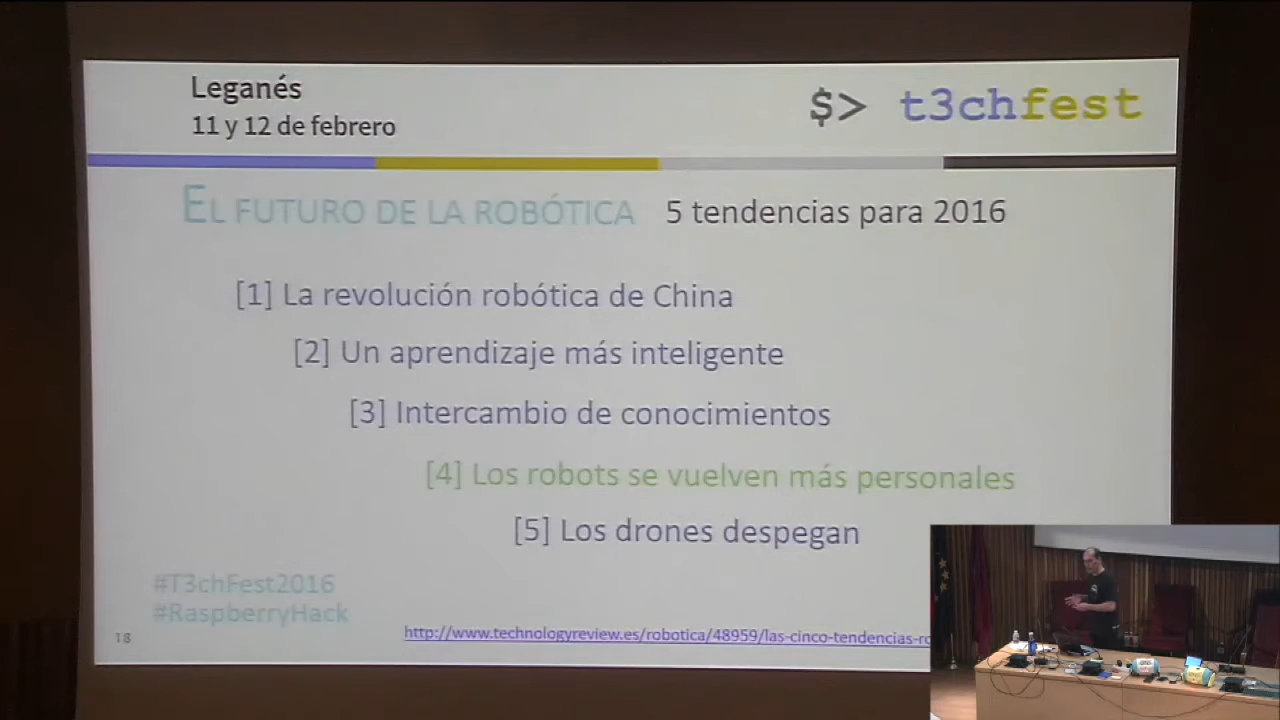 Leganés
11 y 12 de febrero
$> t3chfest
EL FUTURO DE LA ROBÓTICA 5 tendencias para 2016
[1] La revolución robótica de China
[2] Un aprendizaje más inteligente
[3] Intercambio de conocimientos
[4] Los robots se vuelven más personales
[5] Los drones despegan
#T3chFest2016
#RaspberryHack
18
http://www.technologyreview.es/robotica/48959/las-cinco-tendencias-ro